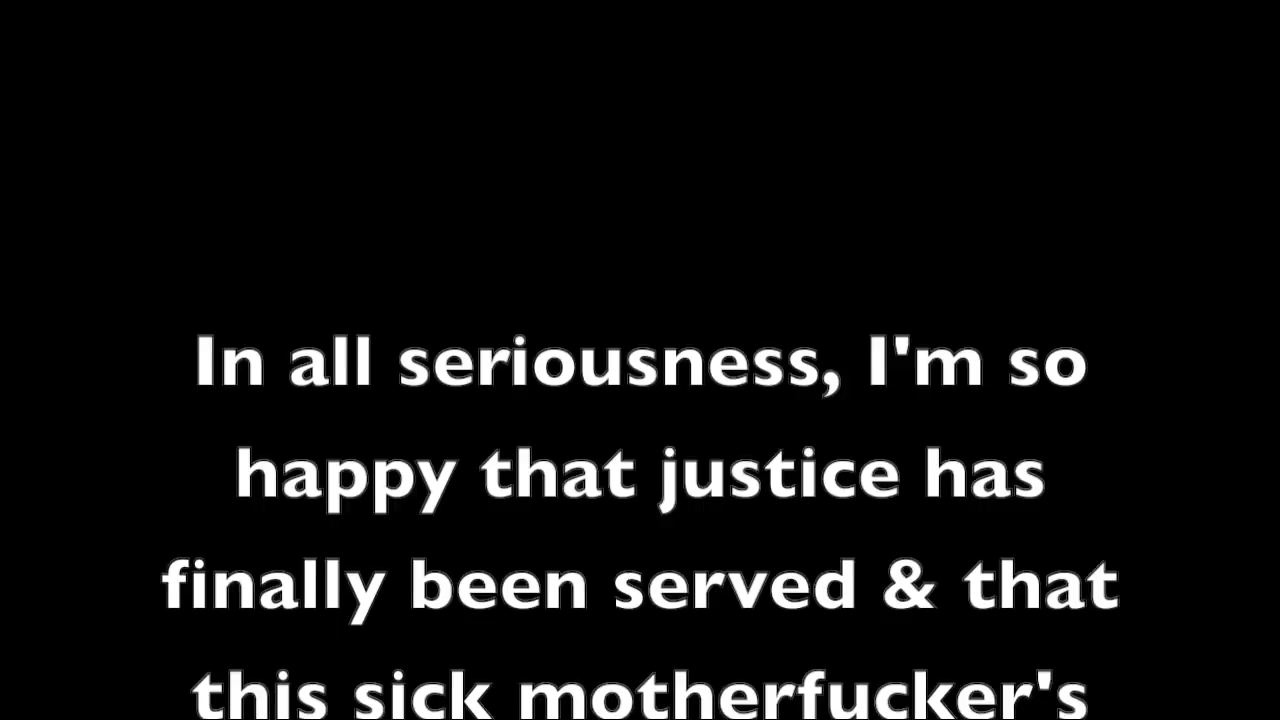 In all seriousness, I'm so
happy that justice has
finally been served & that
this sick motherfucker's